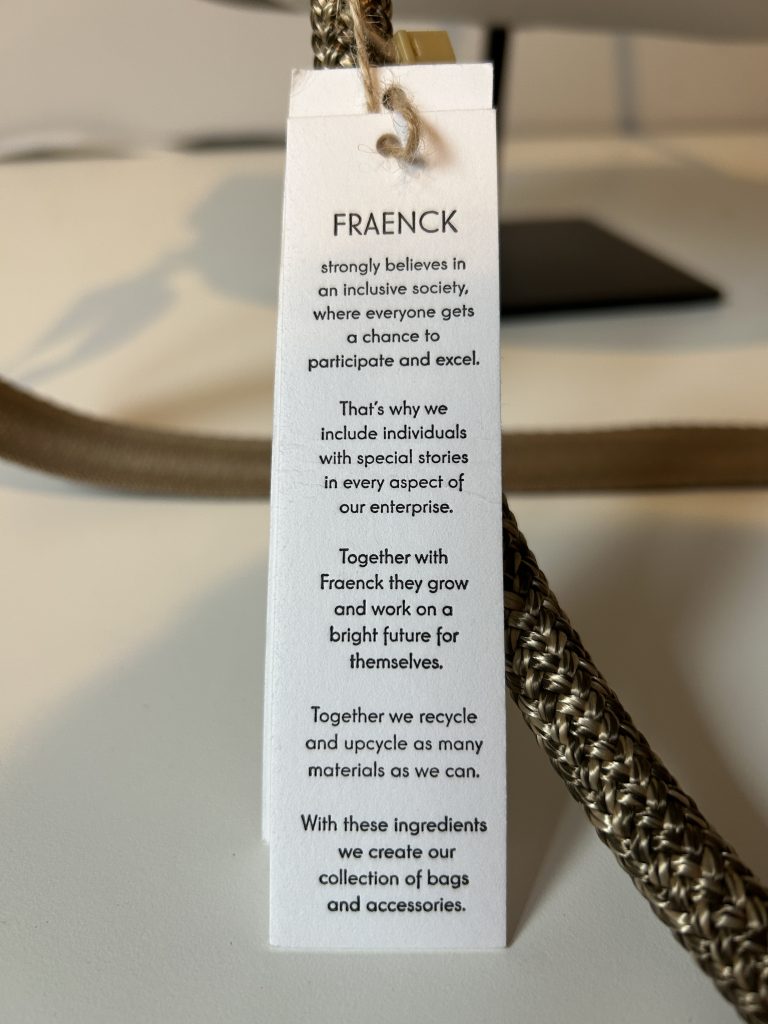 FRAENCK
strongly believes in
an inclusive society,
where everyone gets
a chance to
participate and excel.
That's why we
include individuals
with special stories
in every aspect of
our enterprise.
Together with
Fraenck they grow
and work on a
bright future for
themselves.
Together we recycle
and upcycle as many
materials as we can.
With these ingredients
we create our
collection of bags
and accessories.